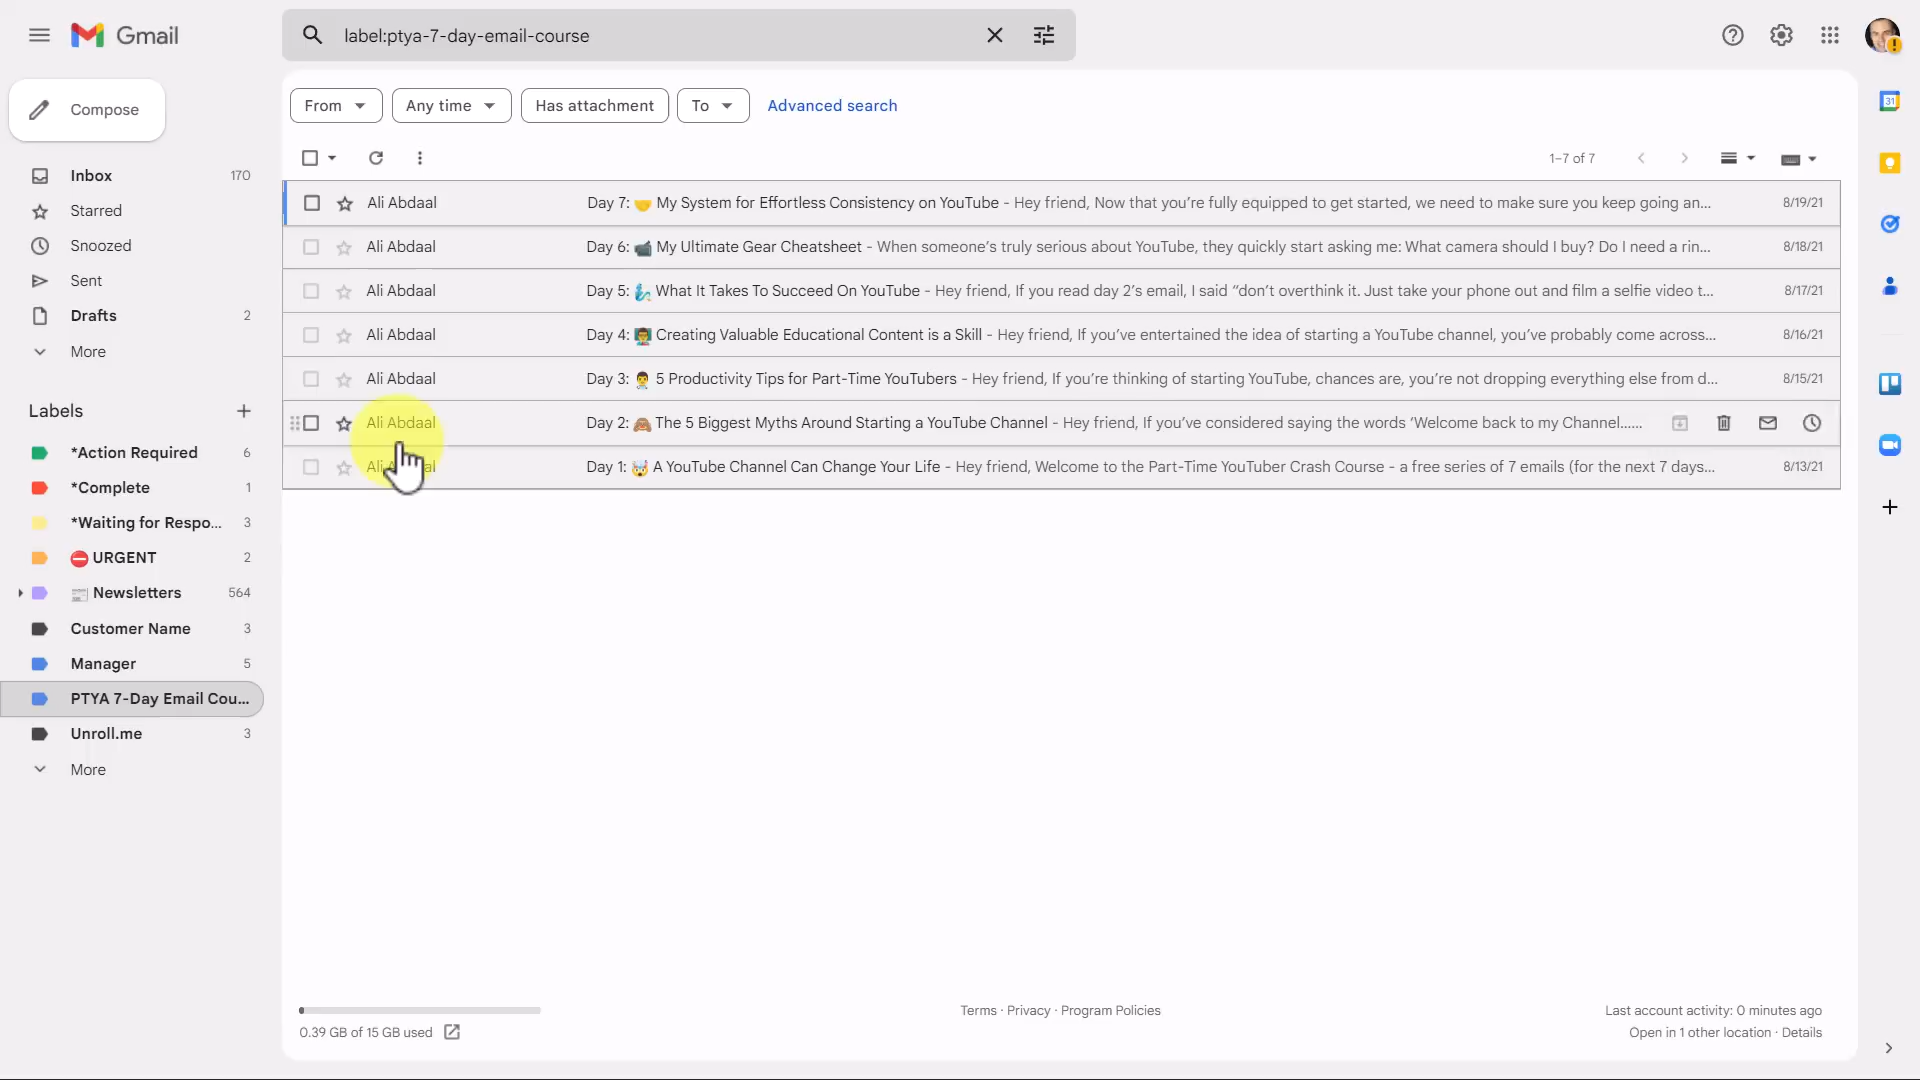 Gmail
label:ptya-7-day-email-course
Compose
Inbox 170
Starred
Snoozed
Sent
Drafts 2
More
Labels
*Action Required 6
*Complete 1
*Waiting for Respo... 3
⛔ URGENT 2
📰 Newsletters 564
Customer Name 3
Manager 5
PTYA 7-Day Email Cou...
Unroll.me 3
More
From Any time Has attachment To Advanced search
1–7 of 7
Ali Abdaal Day 7: 🤝 My System for Effortless Consistency on YouTube - Hey friend, Now that you’re fully equipped to get started, we need to make sure you keep going an... 8/19/21
Ali Abdaal Day 6: 📹 My Ultimate Gear Cheatsheet - When someone’s truly serious about YouTube, they quickly start asking me: What camera should I buy? Do I need a rin... 8/18/21
Ali Abdaal Day 5: 🧞‍♂️ What It Takes To Succeed On YouTube - Hey friend, If you read day 2’s email, I said “don’t overthink it. Just take your phone out and film a selfie video t... 8/17/21
Ali Abdaal Day 4: 👨‍🏫 Creating Valuable Educational Content is a Skill - Hey friend, If you’ve entertained the idea of starting a YouTube channel, you’ve probably come across... 8/16/21
Ali Abdaal Day 3: 👨‍⚕️ 5 Productivity Tips for Part-Time YouTubers - Hey friend, If you’re thinking of starting YouTube, chances are, you’re not dropping everything else from d... 8/15/21
Ali Abdaal Day 2: 🙈 The 5 Biggest Myths Around Starting a YouTube Channel - Hey friend, If you’ve considered saying the words ‘Welcome back to my Channel......
Ali Abdaal Day 1: 🤯 A YouTube Channel Can Change Your Life - Hey friend, Welcome to the Part-Time YouTuber Crash Course - a free series of 7 emails (for the next 7 days... 8/13/21
0.39 GB of 15 GB used
Terms · Privacy · Program Policies
Last account activity: 0 minutes ago
Open in 1 other location · Details
31